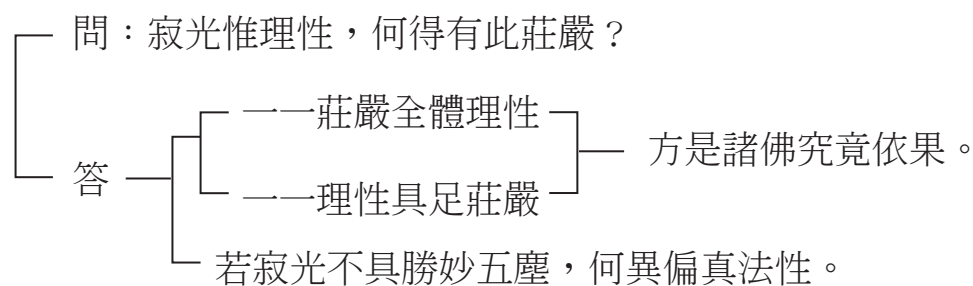 問：寂光惟理性，何得有此莊嚴？
一一莊嚴全體理性
方是諸佛究竟依果。
答
一一理性具足莊嚴
若寂光不具勝妙五塵，何異偏真法性。